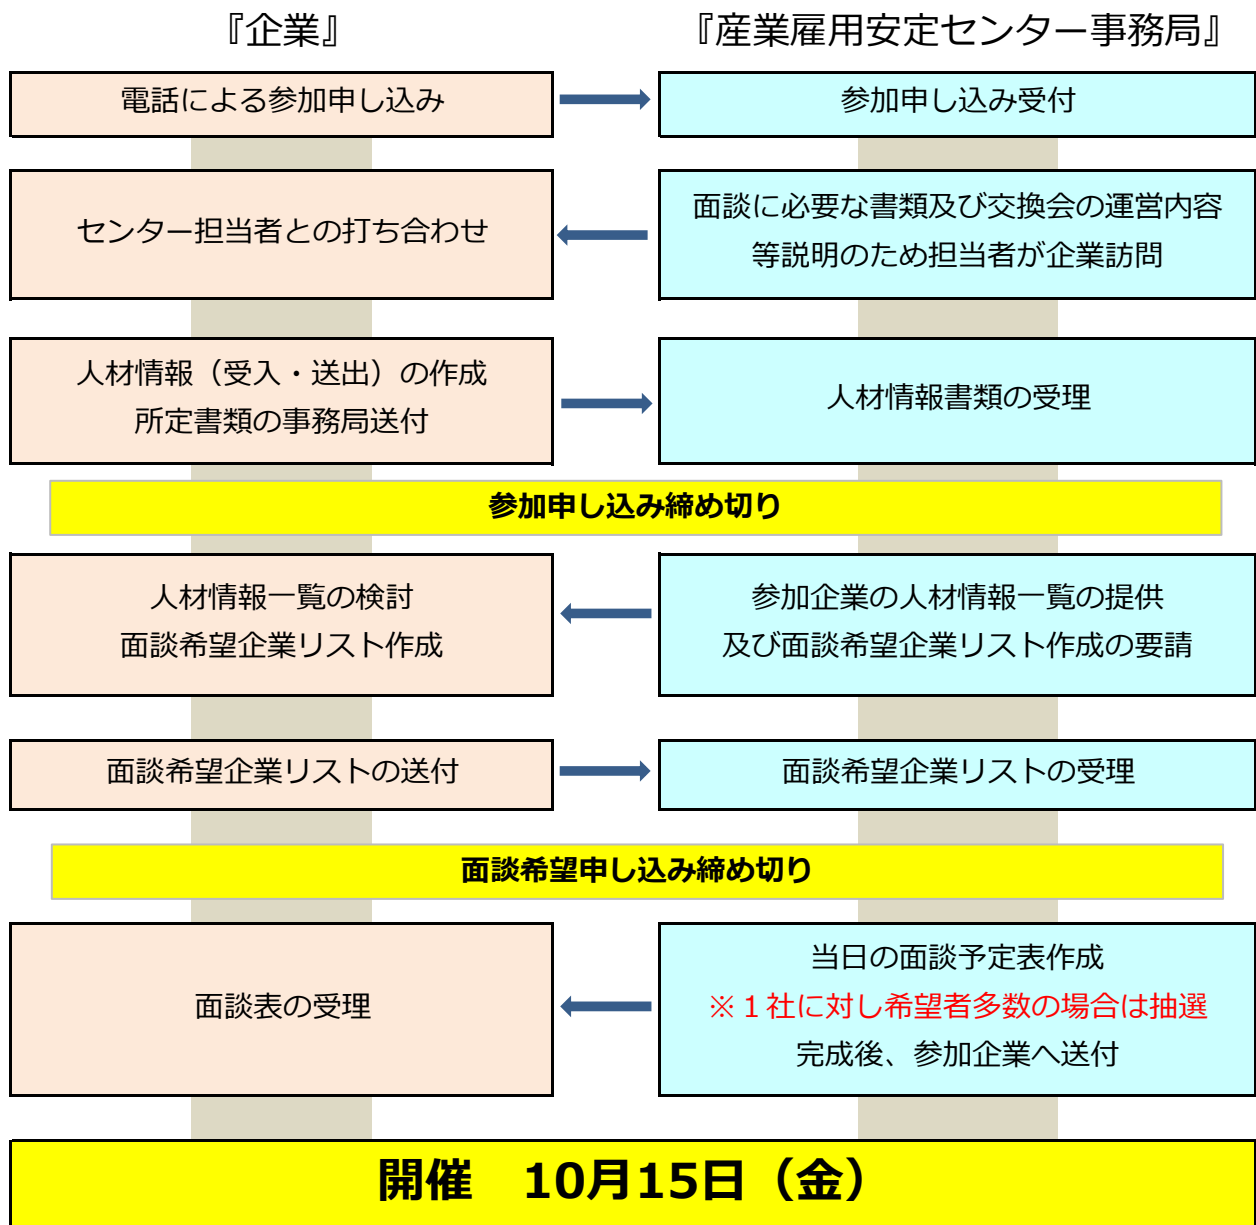 『企業』
『産業雇用安定センター事務局』
電話による参加申し込み
参加申し込み受付
センター担当者との打ち合わせ
面談に必要な書類及び交換会の運営内容
等説明のため担当者が企業訪問
人材情報（受入・送出）の作成
所定書類の事務局送付
人材情報書類の受理
参加申し込み締め切り
人材情報一覧の検討
面談希望企業リスト作成
参加企業の人材情報一覧の提供
及び面談希望企業リスト作成の要請
面談希望企業リストの送付
面談希望企業リストの受理
面談希望申し込み締め切り
面談表の受理
当日の面談予定表作成
※１社に対し希望者多数の場合は抽選
完成後、参加企業へ送付
開催　10月15日（金）